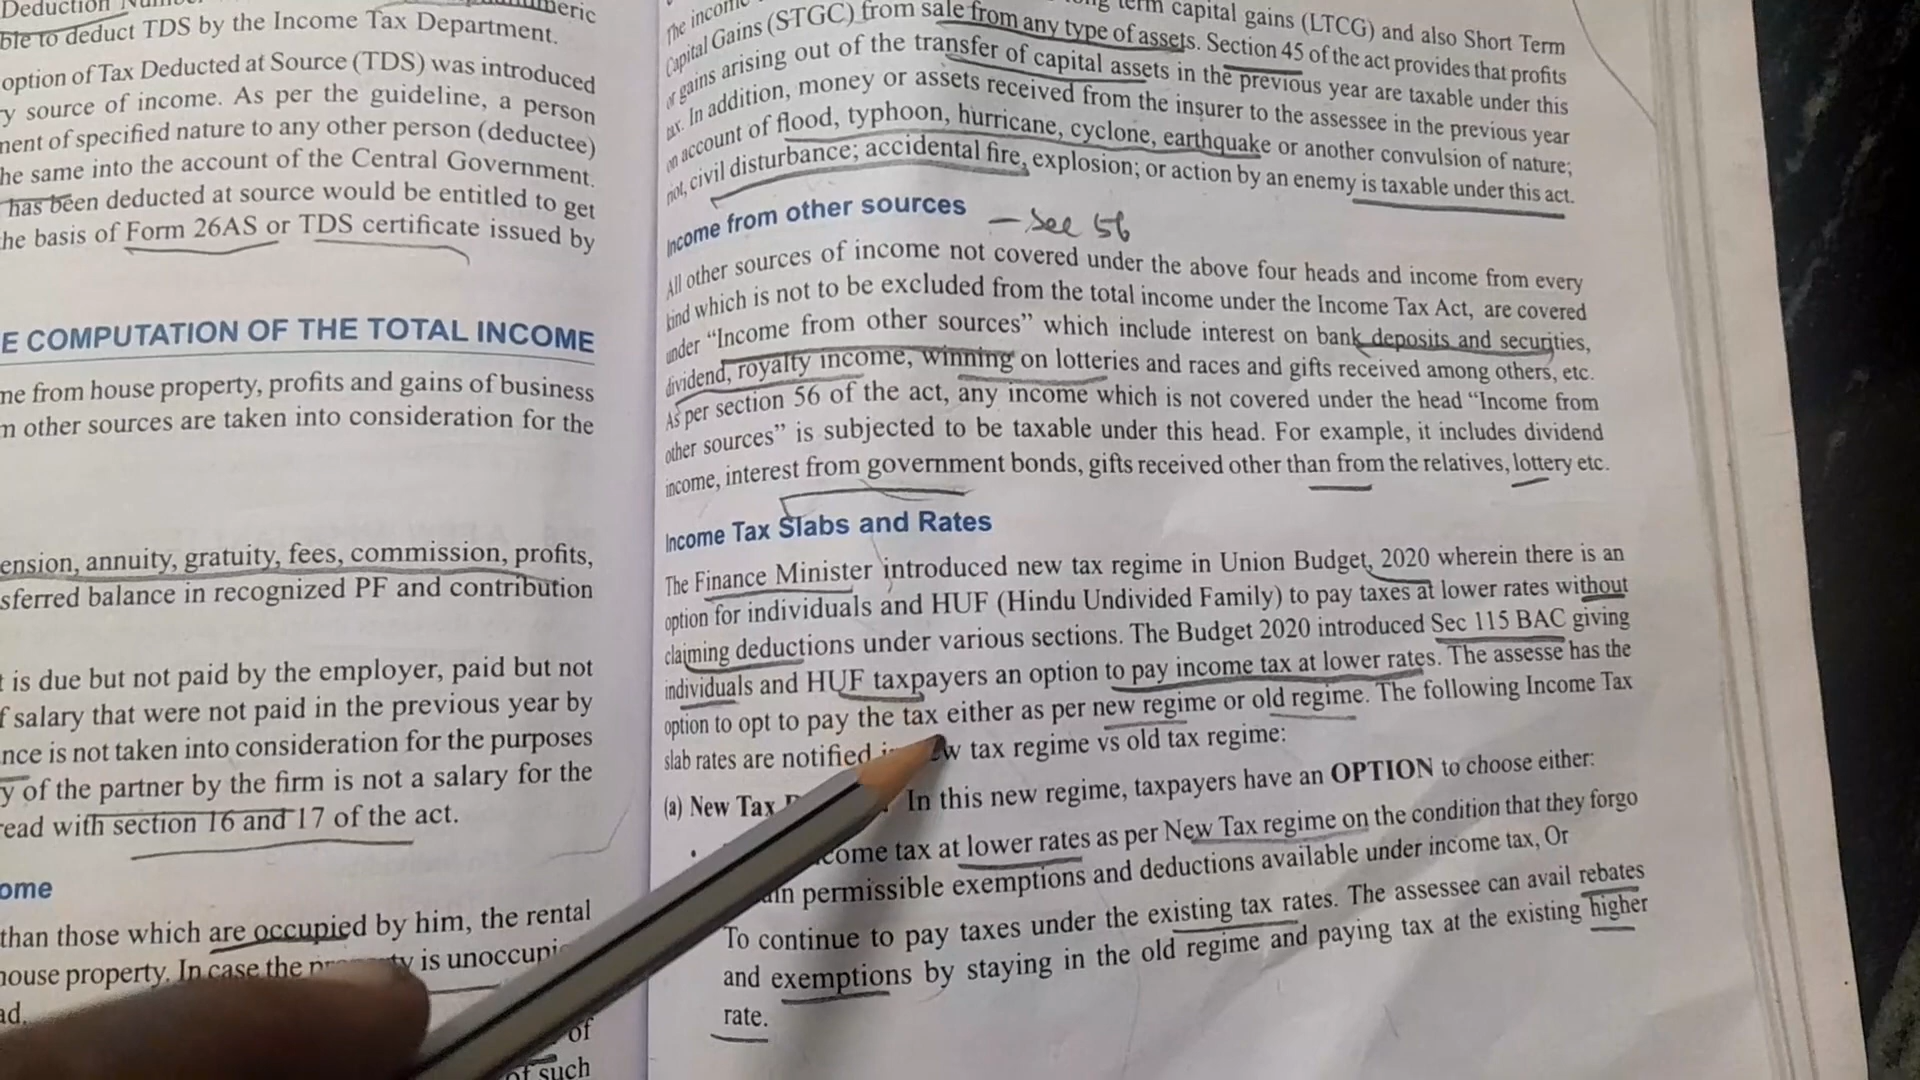 Deduction
ble to deduct TDS by the Income Tax Department.
option of Tax Deducted at Source (TDS) was introduced
y source of income. As per the guideline, a person
ment of specified nature to any other person (deductee)
he same into the account of the Central Government.
has been deducted at source would be entitled to get
he basis of Form 26AS or TDS certificate issued by
E COMPUTATION OF THE TOTAL INCOME
me from house property, profits and gains of business
m other sources are taken into consideration for the
ension, annuity, gratuity, fees, commission, profits,
sferred balance in recognized PF and contribution
t is due but not paid by the employer, paid but not
f salary that were not paid in the previous year by
nce is not taken into consideration for the purposes
y of the partner by the firm is not a salary for the
read with section 16 and 17 of the act.
ome
than those which are occupied by him, the rental
house property. In case the is unoccupi
ad.
of
of such
The income term capital gains (LTCG) and also Short Term
Capital Gains (STGC) from sale from any type of assets. Section 45 of the act provides that profits
or gains arising out of the transfer of capital assets in the previous year are taxable under this
tax. In addition, money or assets received from the insurer to the assessee in the previous year
on account of flood, typhoon, hurricane, cyclone, earthquake or another convulsion of nature;
riot, civil disturbance; accidental fire, explosion; or action by an enemy is taxable under this act.
Income from other sources — Sec 56
All other sources of income not covered under the above four heads and income from every
kind which is not to be excluded from the total income under the Income Tax Act, are covered
under “Income from other sources” which include interest on bank deposits and securities,
dividend, royalty income, winning on lotteries and races and gifts received among others, etc.
As per section 56 of the act, any income which is not covered under the head “Income from
other sources” is subjected to be taxable under this head. For example, it includes dividend
income, interest from government bonds, gifts received other than from the relatives, lottery etc.
Income Tax Slabs and Rates
The Finance Minister introduced new tax regime in Union Budget, 2020 wherein there is an
option for individuals and HUF (Hindu Undivided Family) to pay taxes at lower rates without
claiming deductions under various sections. The Budget 2020 introduced Sec 115 BAC giving
individuals and HUF taxpayers an option to pay income tax at lower rates. The assesse has the
option to opt to pay the tax either as per new regime or old regime. The following Income Tax
slab rates are notified tax regime vs old tax regime:
(a) New Tax In this new regime, taxpayers have an OPTION to choose either:
• come tax at lower rates as per New Tax regime on the condition that they forgo
permissible exemptions and deductions available under income tax, Or
To continue to pay taxes under the existing tax rates. The assessee can avail rebates
and exemptions by staying in the old regime and paying tax at the existing higher
rate.